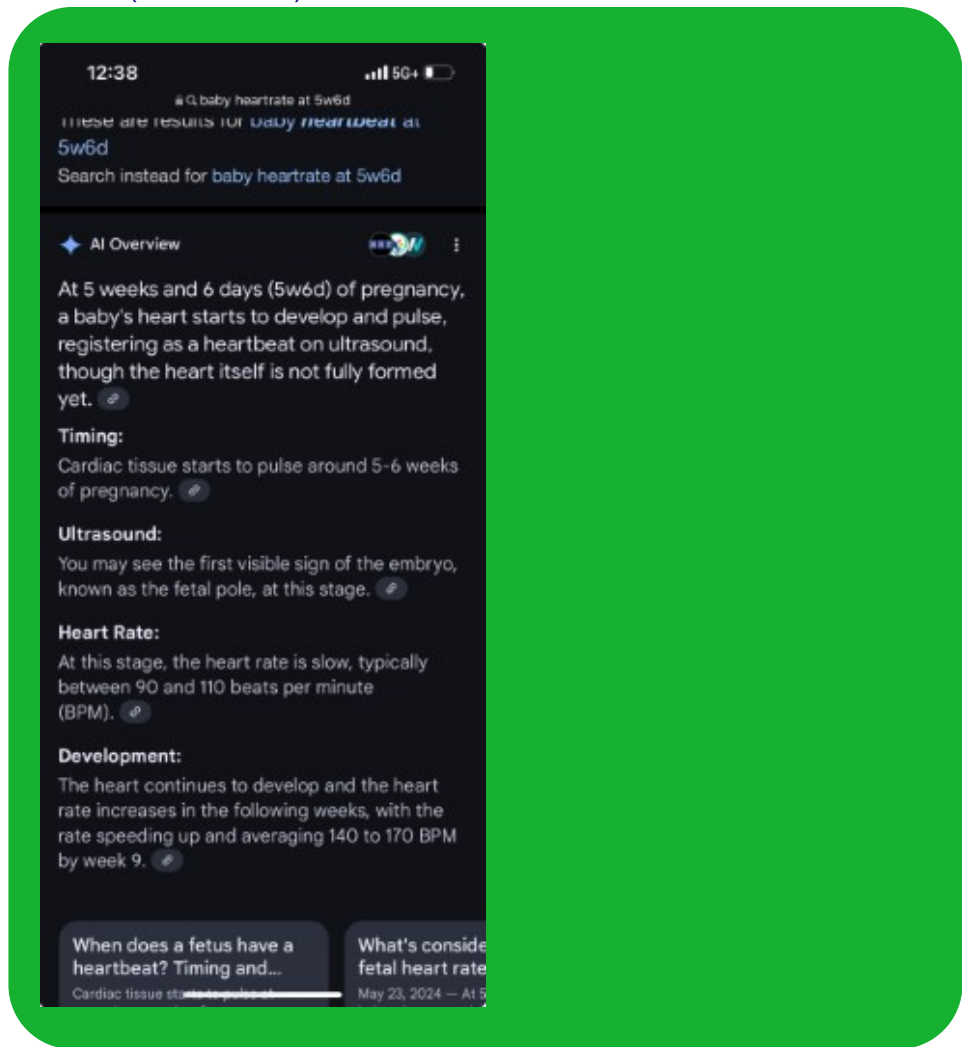 12:38
5G+
baby heartrate at 5w6d
These are results for baby heartbeat at
5w6d
Search instead for baby heartrate at 5w6d
AI Overview
At 5 weeks and 6 days (5w6d) of pregnancy,
a baby's heart starts to develop and pulse,
registering as a heartbeat on ultrasound,
though the heart itself is not fully formed
yet.
Timing:
Cardiac tissue starts to pulse around 5-6 weeks
of pregnancy.
Ultrasound:
You may see the first visible sign of the embryo,
known as the fetal pole, at this stage.
Heart Rate:
At this stage, the heart rate is slow, typically
between 90 and 110 beats per minute
(BPM).
Development:
The heart continues to develop and the heart
rate increases in the following weeks, with the
rate speeding up and averaging 140 to 170 BPM
by week 9.
When does a fetus have a
heartbeat? Timing and...
Cardiac tissue starts to pulse at
What's conside
fetal heart rate
May 23, 2024 — At 5